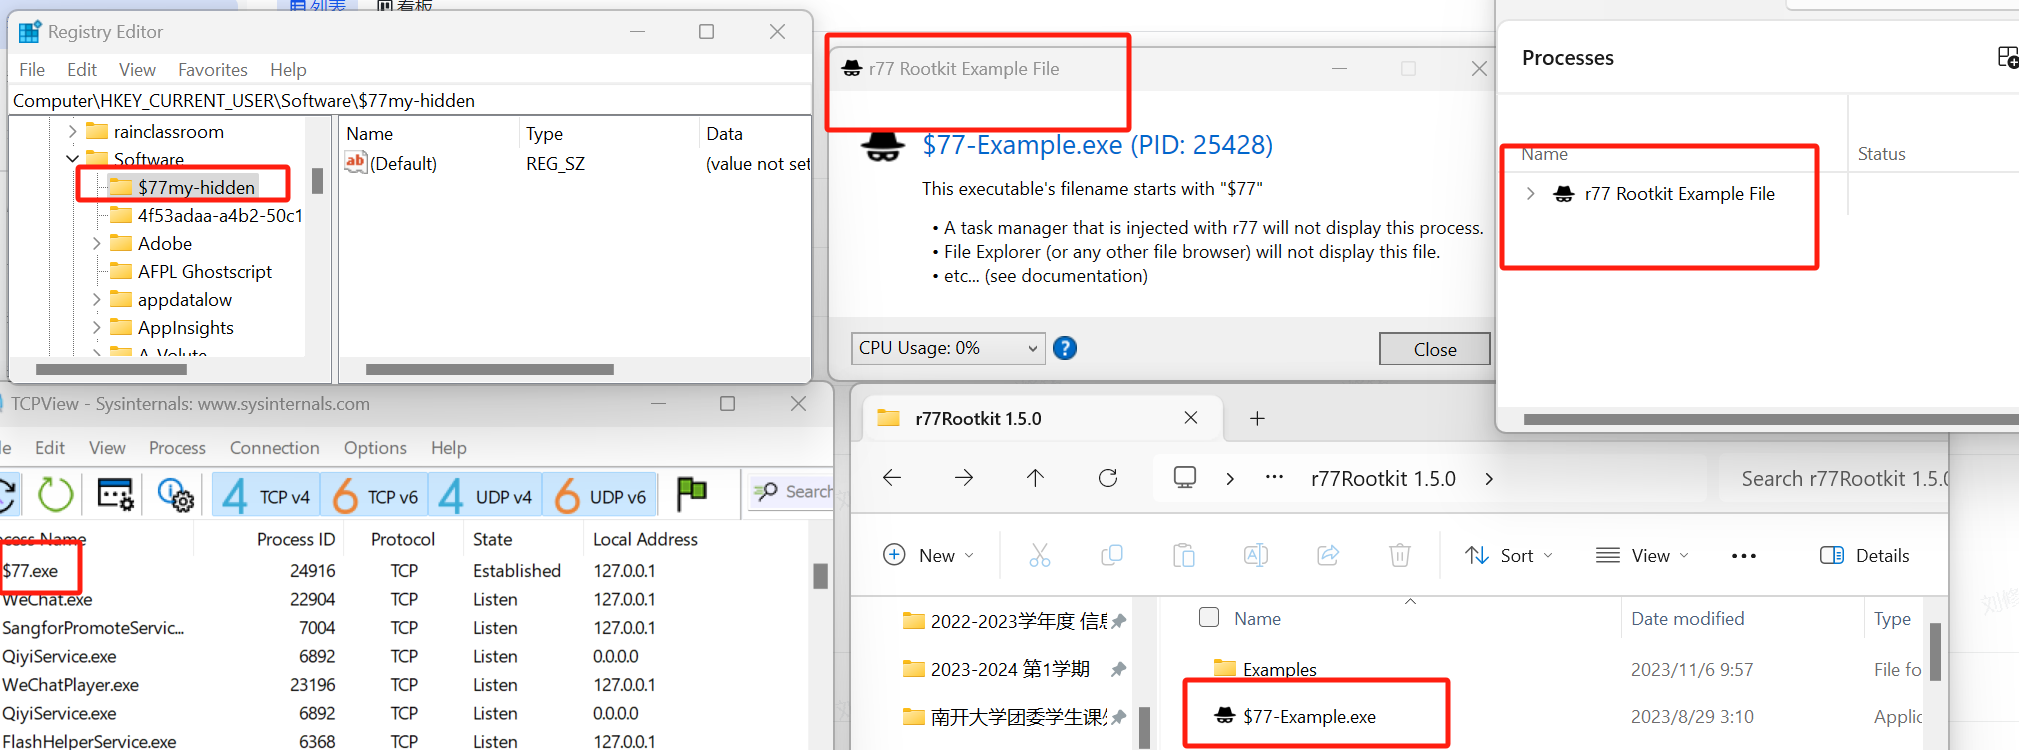 列表 看板
Registry Editor
File Edit View Favorites Help
Computer\HKEY_CURRENT_USER\Software\$77my-hidden
rainclassroom
Software
$77my-hidden
4f53adaa-a4b2-50c1
Adobe
AFPL Ghostscript
appdatalow
AppInsights
A-Volute
Name Type Data
ab (Default) REG_SZ (value not set
r77 Rootkit Example File
$77-Example.exe (PID: 25428)
This executable's filename starts with "$77"
• A task manager that is injected with r77 will not display this process.
• File Explorer (or any other file browser) will not display this file.
• etc... (see documentation)
CPU Usage: 0% ? Close
Processes
Name Status
r77 Rootkit Example File
TCPView - Sysinternals: www.sysinternals.com
le Edit View Process Connection Options Help
4 TCP v4 6 TCP v6 4 UDP v4 6 UDP v6 Search
ocess Name Process ID Protocol State Local Address
$77.exe 24916 TCP Established 127.0.0.1
WeChat.exe 22904 TCP Listen 127.0.0.1
SangforPromoteServic... 7004 TCP Listen 127.0.0.1
QiyiService.exe 6892 TCP Listen 0.0.0.0
WeChatPlayer.exe 23196 TCP Listen 127.0.0.1
QiyiService.exe 6892 TCP Listen 0.0.0.0
FlashHelperService.exe 6368 TCP Listen 127.0.0.1
r77Rootkit 1.5.0
r77Rootkit 1.5.0 Search r77Rootkit 1.5.0
New Sort View Details
2022-2023学年度 信息
2023-2024 第1学期
南开大学团委学生课外
Name Date modified Type
Examples 2023/11/6 9:57 File fo
$77-Example.exe 2023/8/29 3:10 Applic